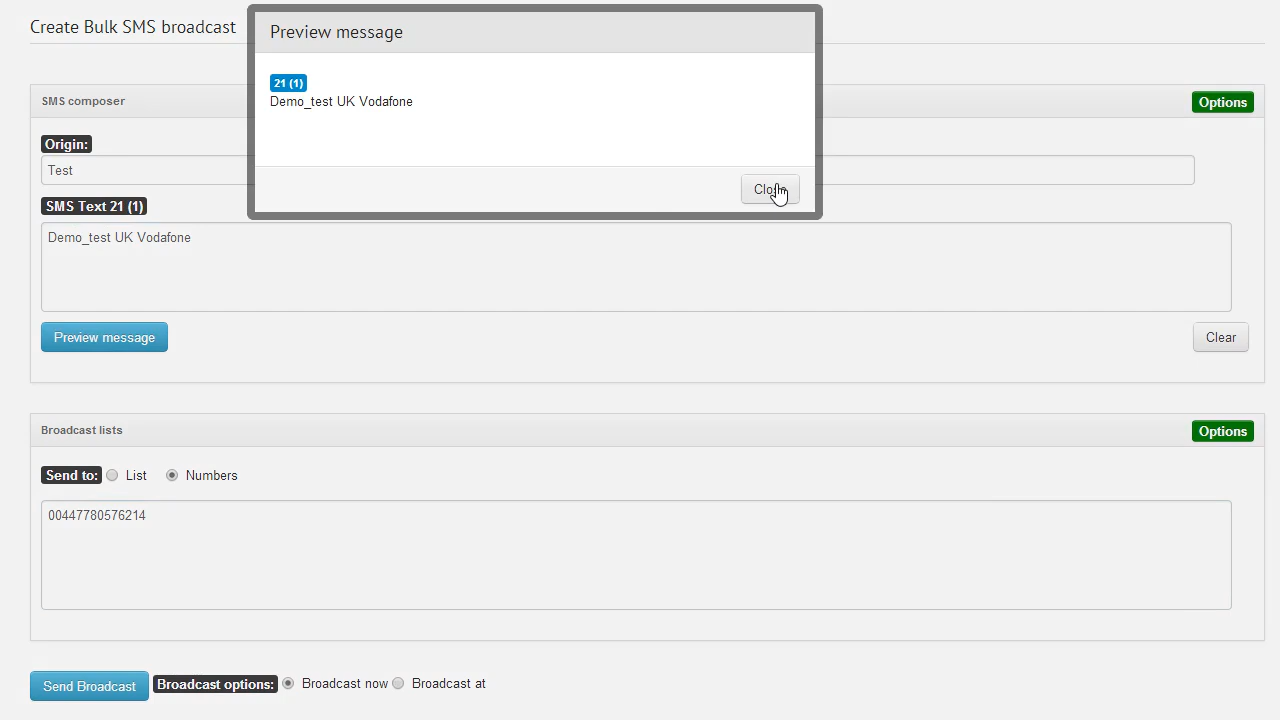 Create Bulk SMS broadcast
Preview message
21 (1)
Demo_test UK Vodafone
SMS composer
Options
Origin:
Test
SMS Text 21 (1)
Demo_test UK Vodafone
Preview message
Clear
Broadcast lists
Options
Send to: List Numbers
00447780576214
Send Broadcast Broadcast options: Broadcast now Broadcast at